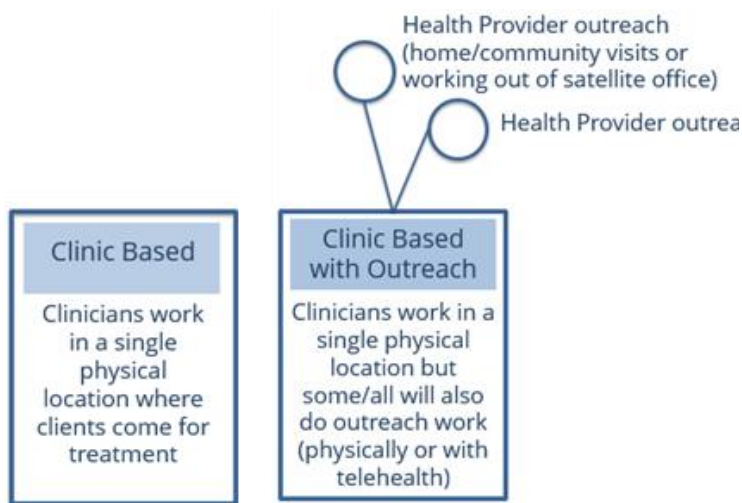 Health Provider outreach
(home/community visits or
working out of satellite office)
Health Provider outrea
Clinic Based
Clinicians work
in a single
physical
location where
clients come for
treatment
Clinic Based
with Outreach
Clinicians work in a
single physical
location but
some/all will also
do outreach work
(physically or with
telehealth)